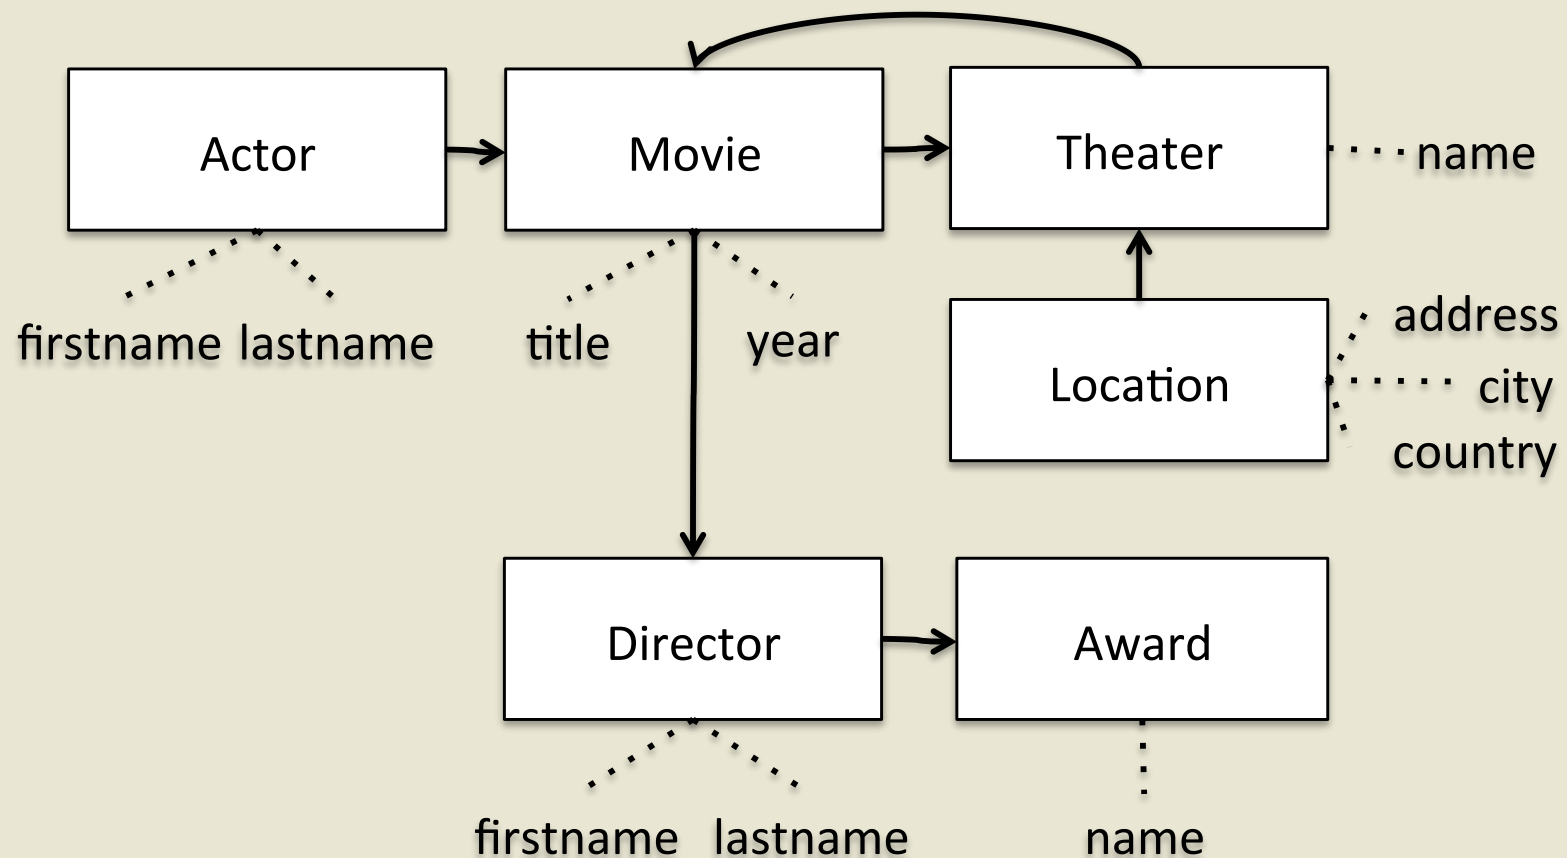 Actor
Movie
Theater
name
firstname lastname
title
year
Location
address
city
country
Director
Award
firstname lastname
name